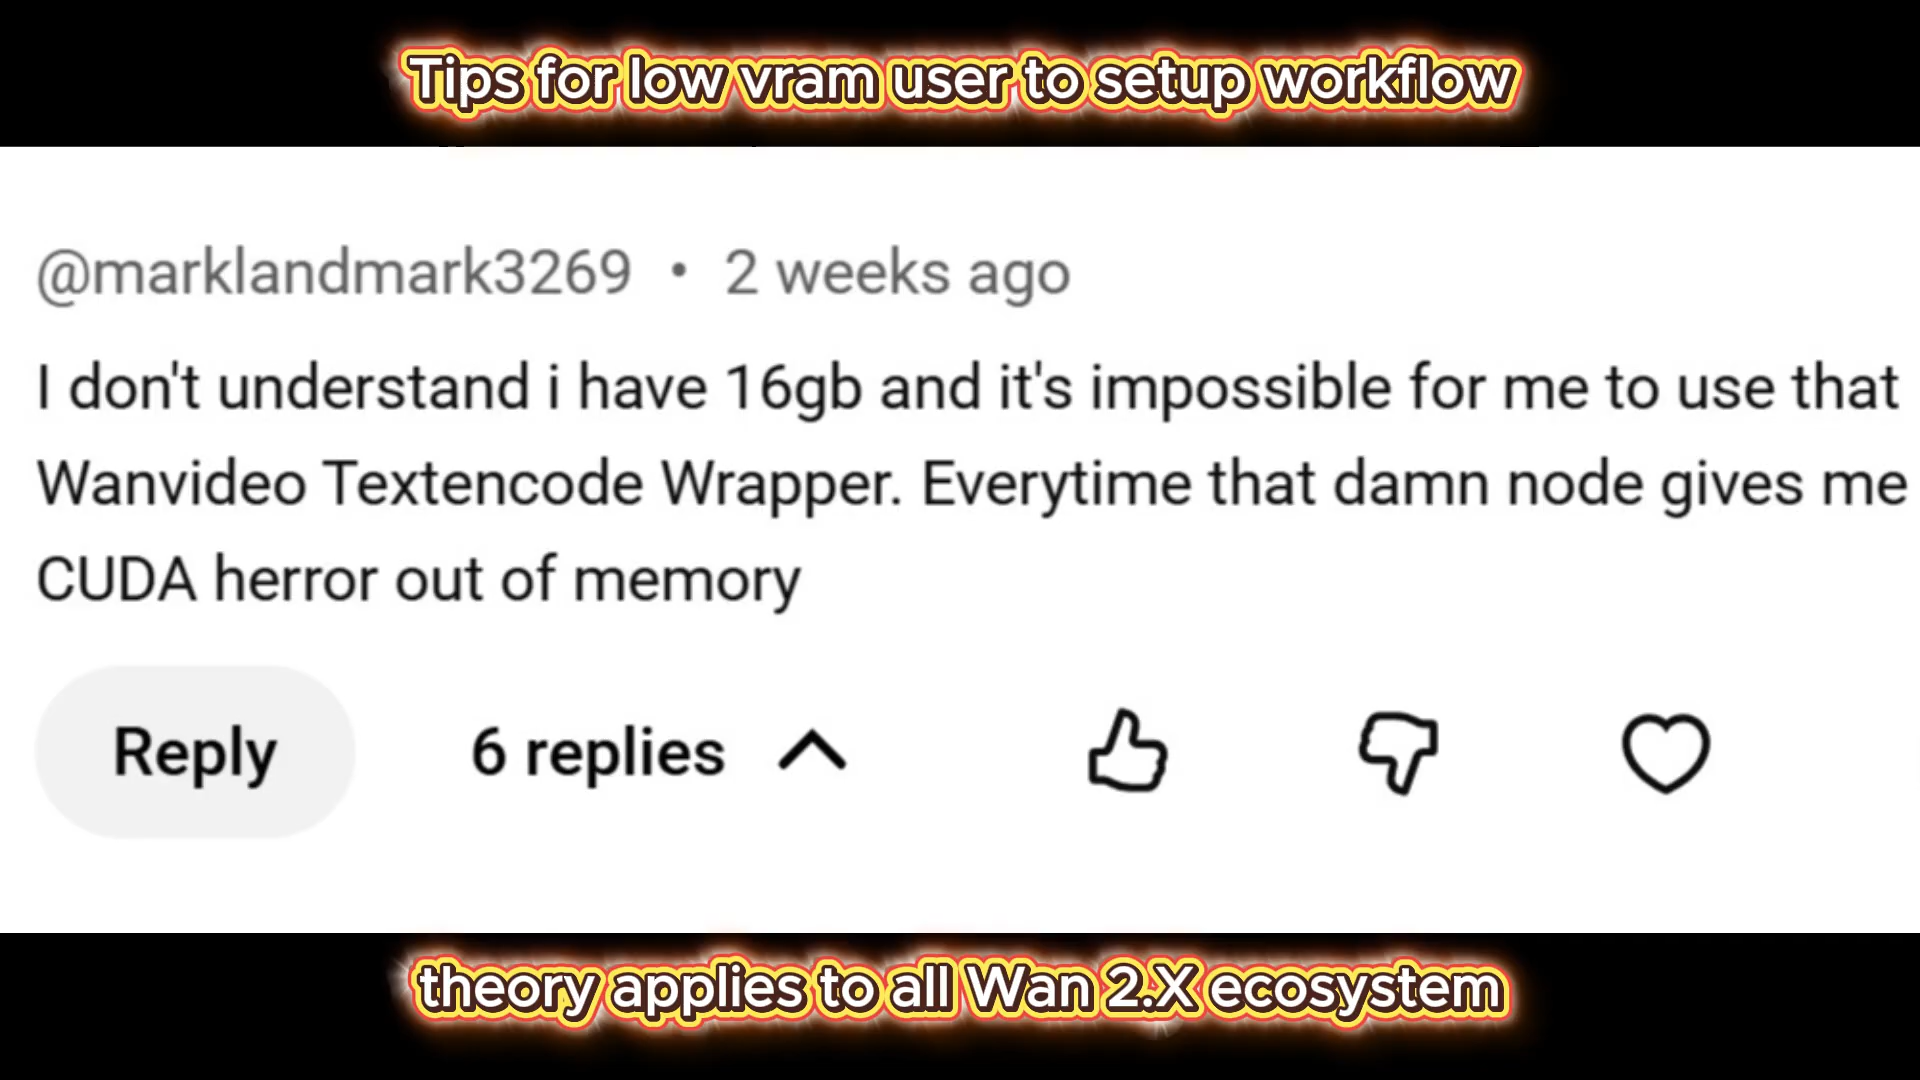 Tips for low vram user to setup workflow
@marklandmark3269 • 2 weeks ago
I don't understand i have 16gb and it's impossible for me to use that
Wanvideo Textencode Wrapper. Everytime that damn node gives me
CUDA herror out of memory
Reply 6 replies
theory applies to all Wan 2.X ecosystem